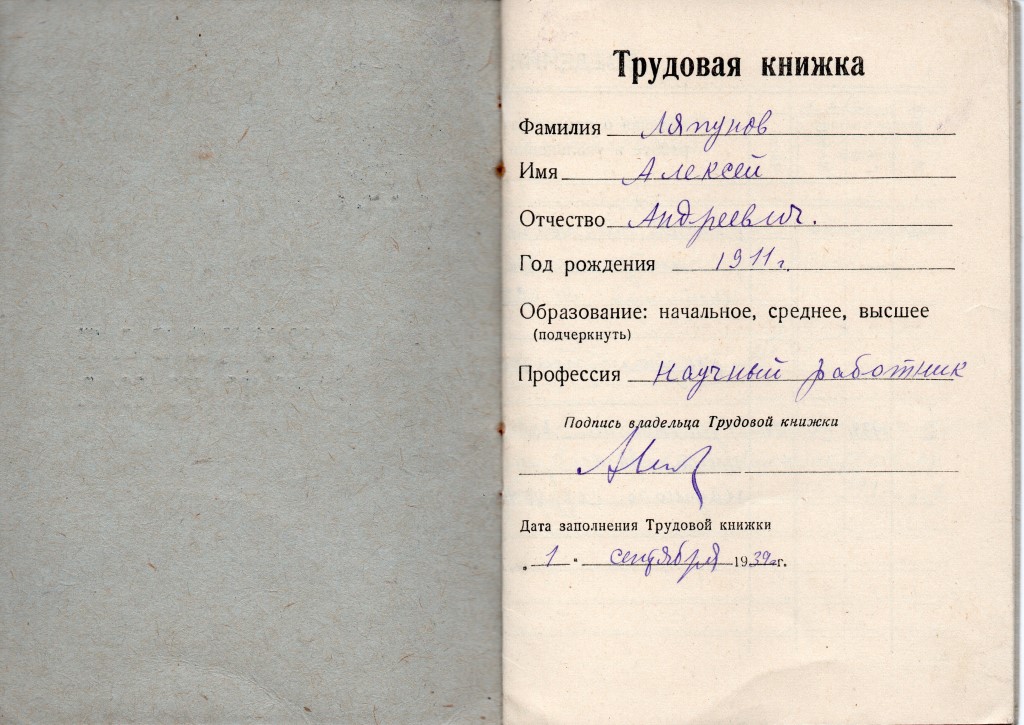 Трудовая книжка
Фамилия Ляпунов
Имя Алексей
Отчество Андреевич.
Год рождения 1911 г.
Образование: начальное, среднее, высшее
(подчеркнуть)
Профессия Научный работник
Подпись владельца Трудовой книжки
Дата заполнения Трудовой книжки
„ 1 “ сентября 1939 г.